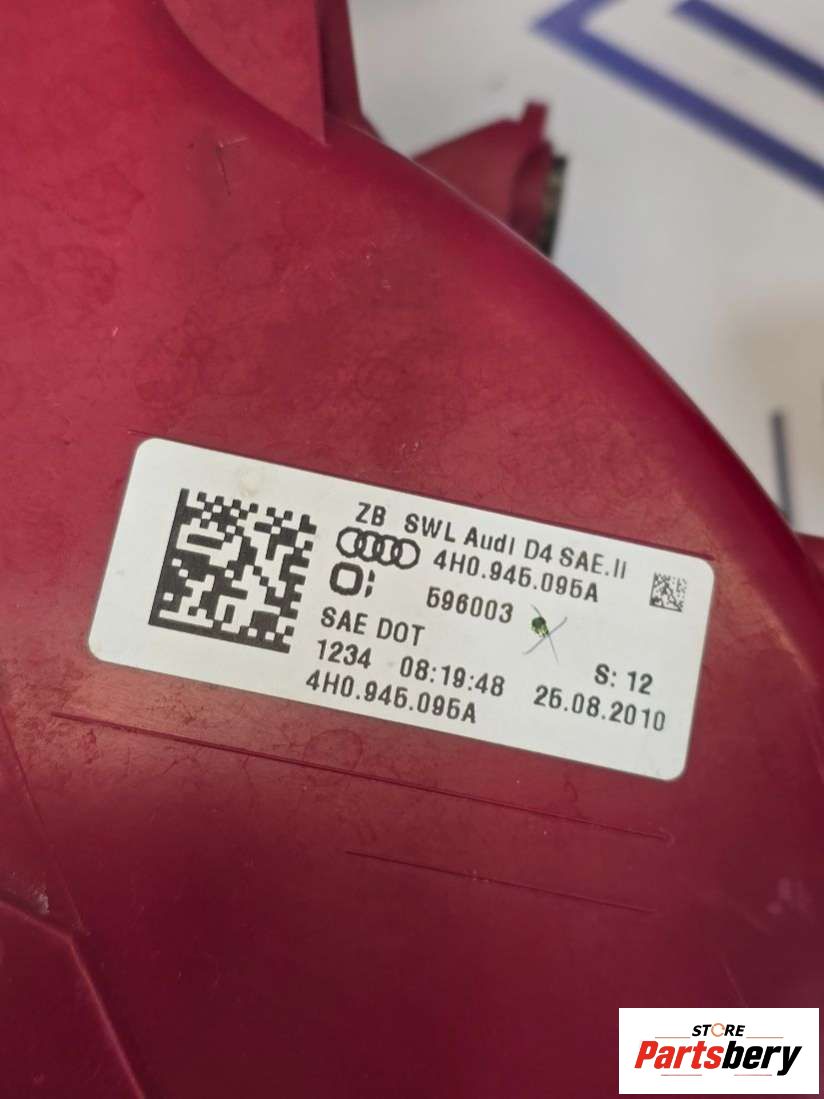 ZB SWL Audi D4 SAE.II
4H0.945.095A
596003
SAE DOT
S: 12
1234 08:19:48 25.08.2010
4H0.945.095A
STORE
Partsbery